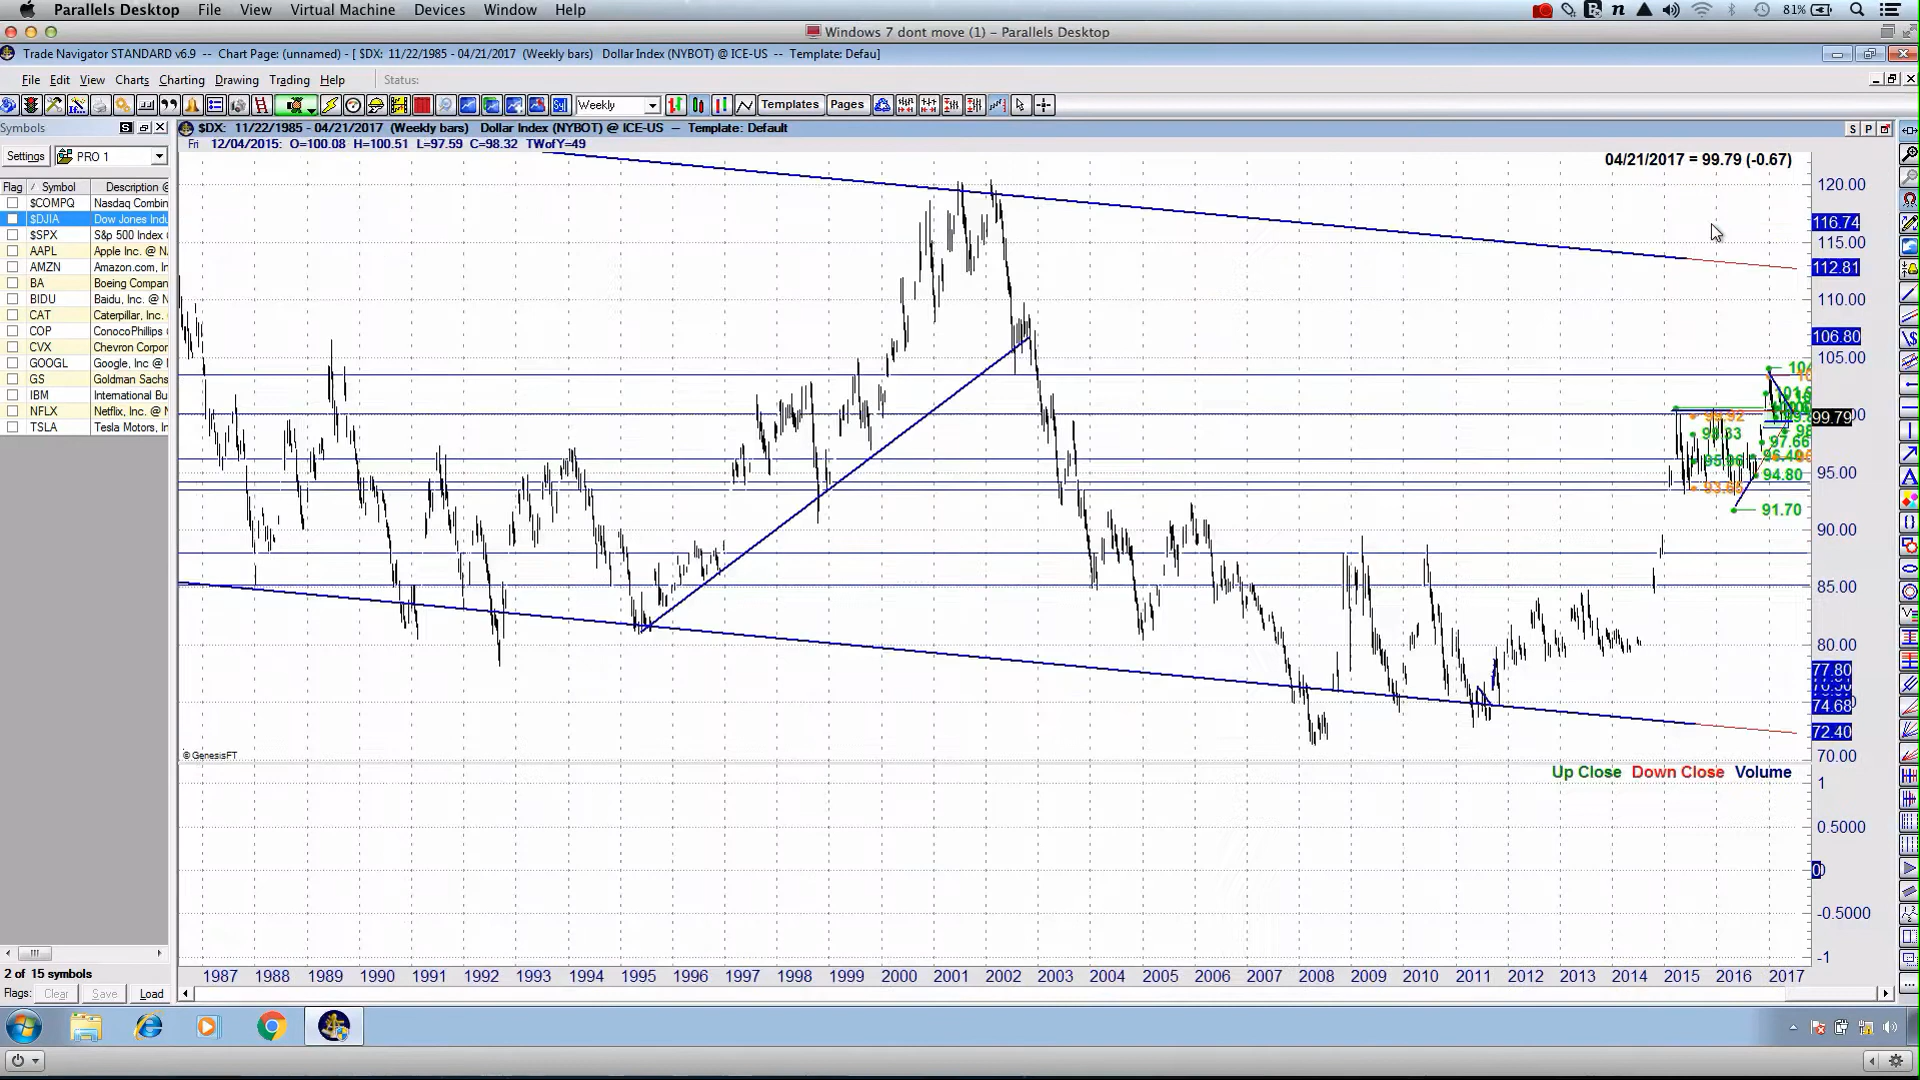 Parallels Desktop File View Virtual Machine Devices Window Help 81%
Windows 7 dont move (1) - Parallels Desktop
Trade Navigator STANDARD v6.9 -- Chart Page: (unnamed) - [ $DX: 11/22/1985 - 04/21/2017 (Weekly bars) Dollar Index (NYBOT) @ ICE-US -- Template: Defau]
File Edit View Charts Charting Drawing Trading Help Status:
Weekly Templates Pages
Symbols S
$DX: 11/22/1985 - 04/21/2017 (Weekly bars) Dollar Index (NYBOT) @ ICE-US -- Template: Default S P
Fri 12/04/2015: O=100.08 H=100.51 L=97.59 C=98.32 TWofY=49
Settings PRO 1
04/21/2017 = 99.79 (-0.67)
Flag / Symbol Description @
$COMPQ Nasdaq Combin
$DJIA Dow Jones Indu
$SPX S&p 500 Index (
AAPL Apple Inc. @ N
AMZN Amazon.com, In
BA Boeing Compan
BIDU Baidu, Inc. @ N
CAT Caterpillar, Inc.
COP ConocoPhillips
CVX Chevron Corpor
GOOGL Google, Inc @ N
GS Goldman Sachs
IBM International Bu
NFLX Netflix, Inc. @ N
TSLA Tesla Motors, In
120.00
116.74
115.00
112.81
110.00
106.80
105.00
99.79
95.00
90.00
85.00
80.00
77.80
74.68
72.40
70.00
99.92
98.33
95.96
93.65
97.66
96.40
94.80
91.70
© GenesisFT
Up Close Down Close Volume
1
0.5000
0
-0.5000
-1
2 of 15 symbols
Flags: Clear Save Load
1987 1988 1989 1990 1991 1992 1993 1994 1995 1996 1997 1998 1999 2000 2001 2002 2003 2004 2005 2006 2007 2008 2009 2010 2011 2012 2013 2014 2015 2016 2017